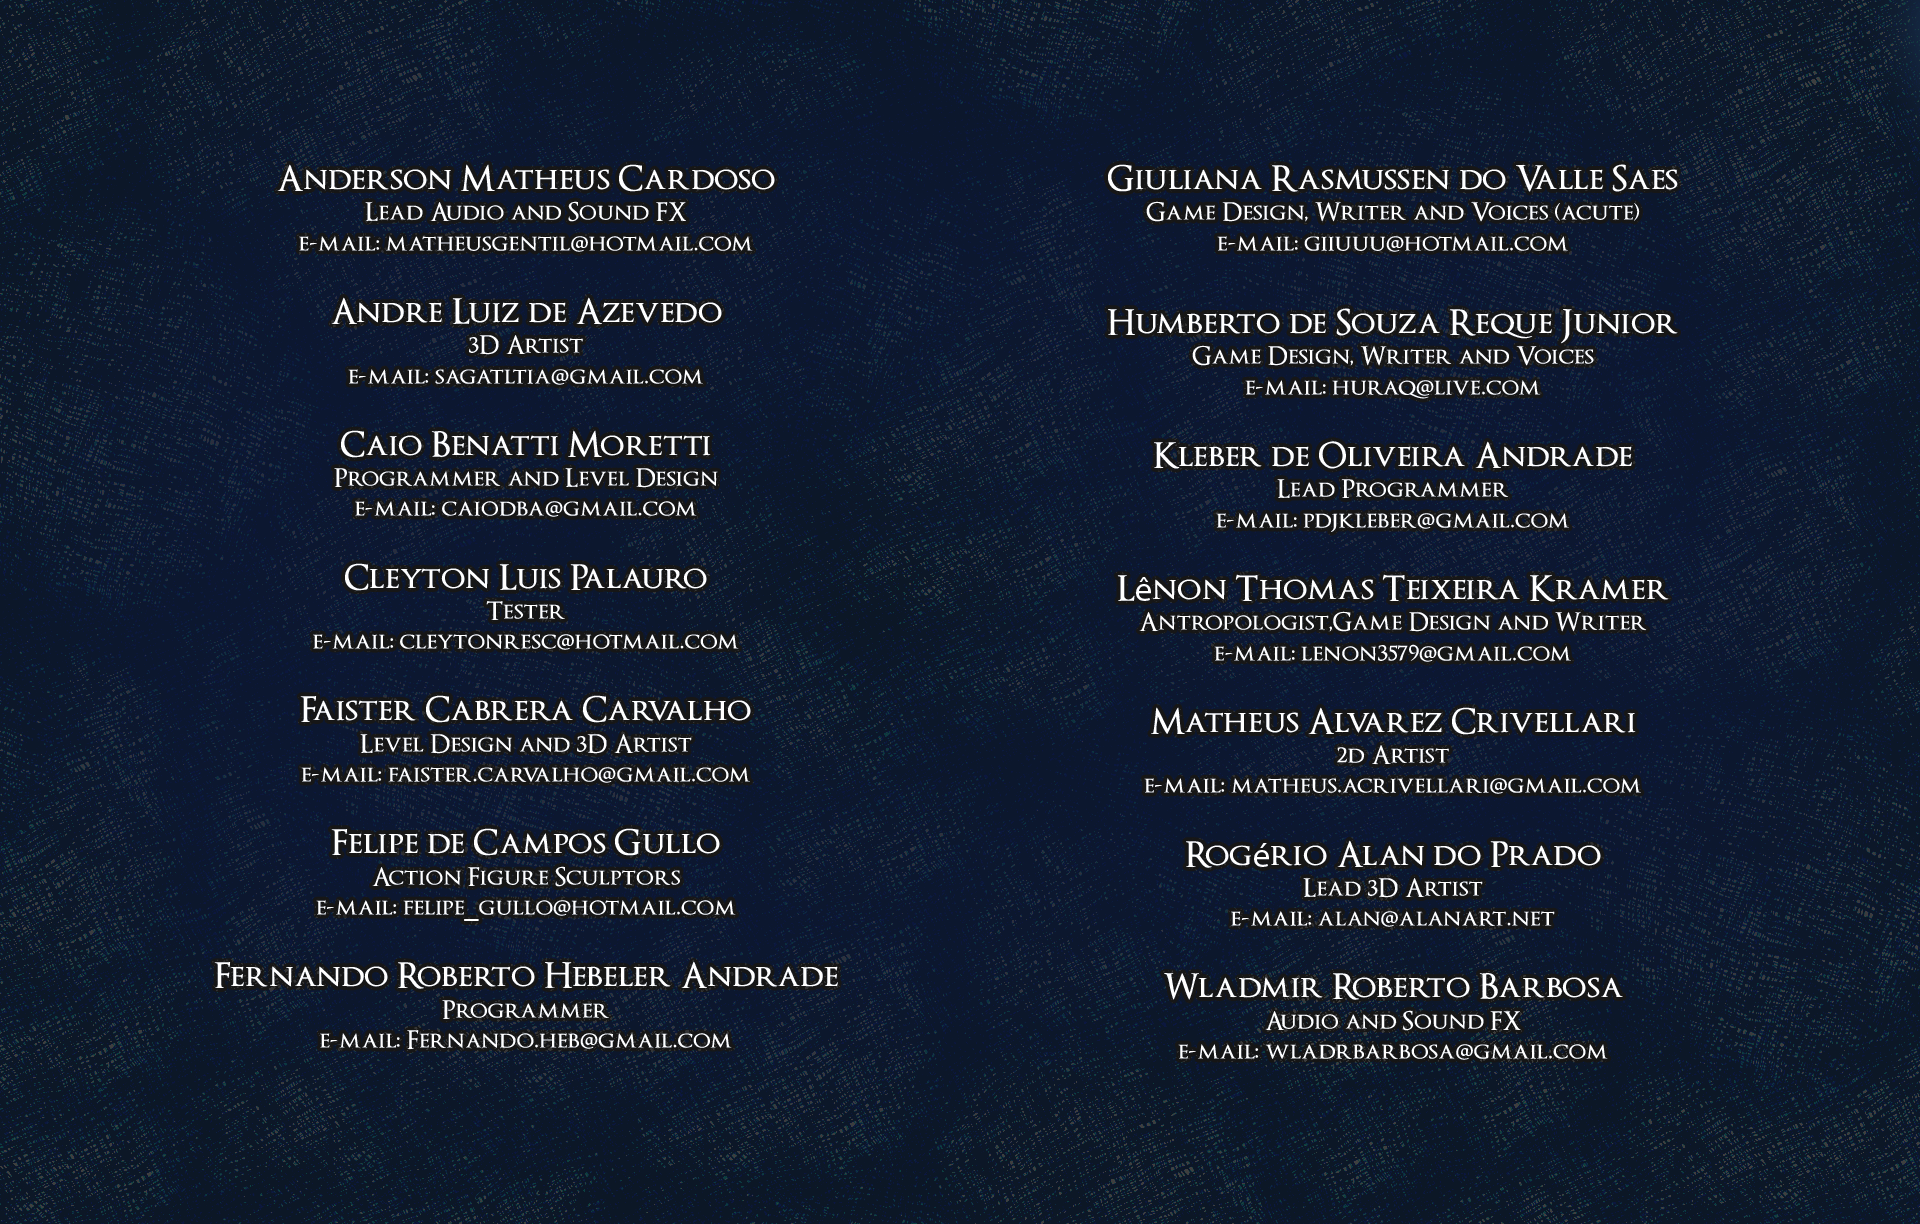 Anderson Matheus Cardoso
Lead Audio and Sound FX
e-mail: matheusgentil@hotmail.com
Andre Luiz de Azevedo
3D Artist
e-mail: sagatltia@gmail.com
Caio Benatti Moretti
Programmer and Level Design
e-mail: caiodba@gmail.com
Cleyton Luis Palauro
Tester
e-mail: cleytonresc@hotmail.com
Faister Cabrera Carvalho
Level Design and 3D Artist
e-mail: faister.carvalho@gmail.com
Felipe de Campos Gullo
Action Figure Sculptors
e-mail: felipe_gullo@hotmail.com
Fernando Roberto Hebeler Andrade
Programmer
e-mail: Fernando.heb@gmail.com
Giuliana Rasmussen do Valle Saes
Game Design, Writer and Voices (acute)
e-mail: giiuuu@hotmail.com
Humberto de Souza Reque Junior
Game Design, Writer and Voices
e-mail: huraq@live.com
Kleber de Oliveira Andrade
Lead Programmer
e-mail: pdjkleber@gmail.com
Lênon Thomas Teixeira Kramer
Antropologist,Game Design and Writer
e-mail: lenon3579@gmail.com
Matheus Alvarez Crivellari
2d Artist
e-mail: matheus.acrivellari@gmail.com
Rogério Alan do Prado
Lead 3D Artist
e-mail: alan@alanart.net
Wladmir Roberto Barbosa
Audio and Sound FX
e-mail: wladrbarbosa@gmail.com